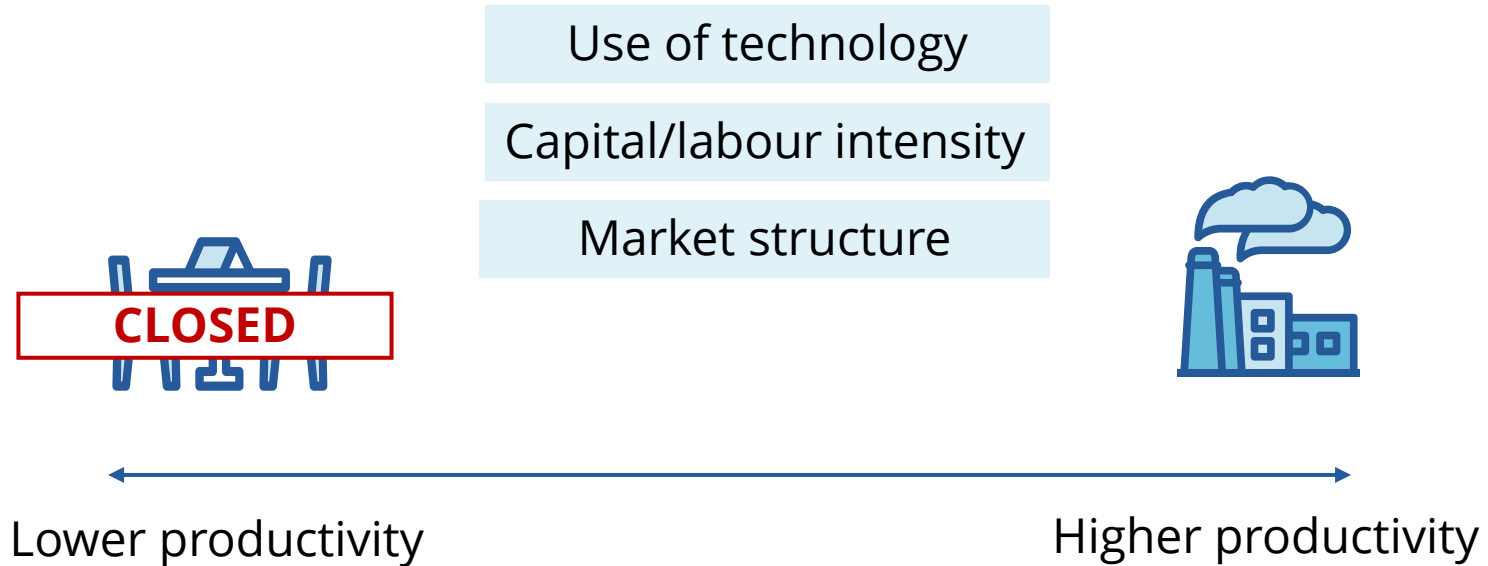 Use of technology
Capital/labour intensity
Market structure
CLOSED
Lower productivity
Higher productivity